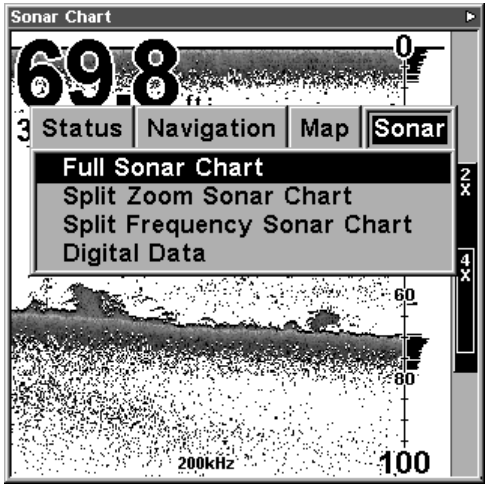 Sonar Chart
69.8 ft
0
3
Status Navigation Map Sonar
Full Sonar Chart
Split Zoom Sonar Chart
Split Frequency Sonar Chart
Digital Data
2X
4X
60
80
200kHz
100